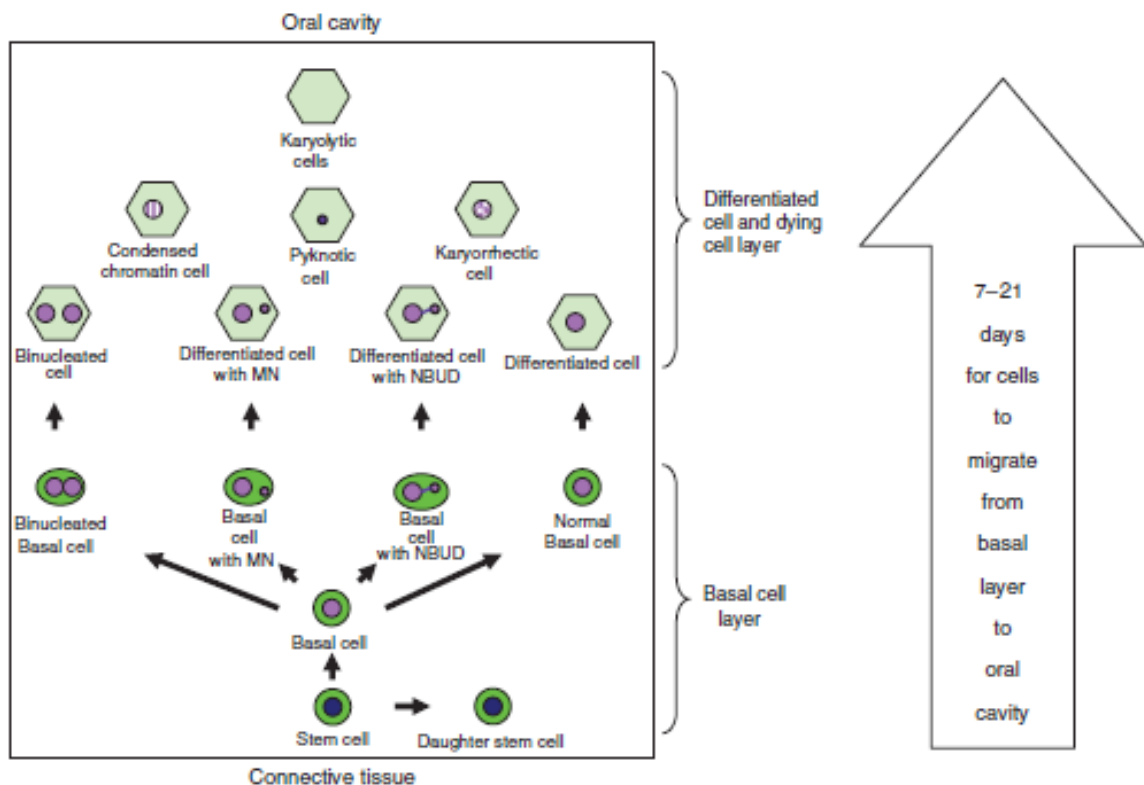 Oral cavity
Karyolytic
cells
Condensed
chromatin cell
Pyknotic
cell
Karyorrhectic
cell
Binucleated
cell
Differentiated cell
with MN
Differentiated cell
with NBUD
Differentiated cell
Differentiated
cell and dying
cell layer
Binucleated
Basal cell
Basal
cell
with MN
Basal
cell
with NBUD
Normal
Basal cell
Basal cell
Stem cell
Daughter stem cell
Basal cell
layer
Connective tissue
7–21
days
for cells
to
migrate
from
basal
layer
to
oral
cavity